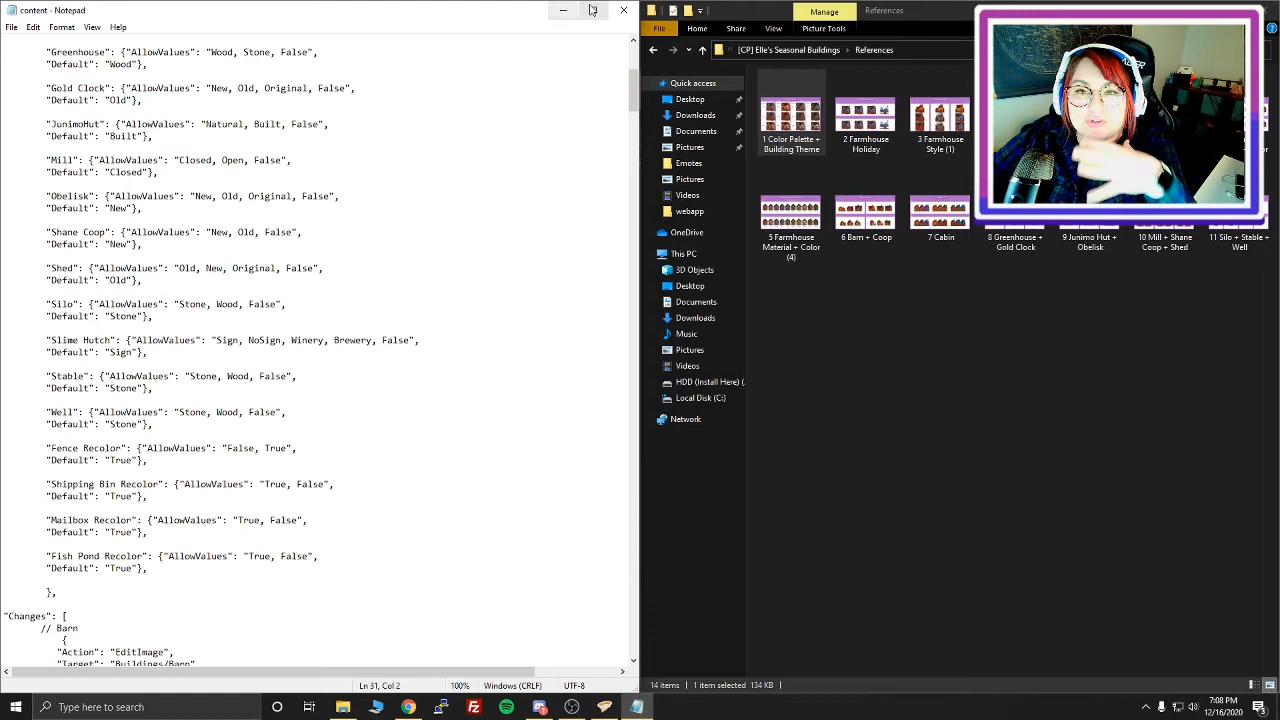 content - Notepad
File Edit Format View Help
"Greenhouse": {"AllowValues": "Wood, Stone, False",
"Default": "Wood"},
"Gold Clock": {"AllowValues": "New, Old, Original, False",
"Default": "Old"},
"Junimohut": {"AllowValues": "Natural, Built, False",
"Default": "Built"},
"Mill": {"AllowValues": "Closed, Open, False",
"Default": "Closed"},
"Obelisk": {"AllowValues": "New, Old, Original, False",
"Default": "New"},
"Shane Coop": {"AllowValues": "New, Old, False",
"Default": "New"},
"Shed": {"AllowValues": "Old, New, Original, False",
"Default": "Old"},
"Silo": {"AllowValues": "Stone, Wood, False",
"Default": "Stone"},
"Slime Hutch": {"AllowValues": "Sign, NoSign, Winery, Brewery, False",
"Default": "Sign"},
"Stable": {"AllowValues": "Stone, Wood, False",
"Default": "Stone"},
"Well": {"AllowValues": "Stone, Wood, False",
"Default": "Stone"},
"Fence Recolor": {"AllowValues": "False, True",
"Default": "True"},
"Shipping Bin Recolor": {"AllowValues": "True, False",
"Default": "True"},
"Mailbox Recolor": {"AllowValues": "True, False",
"Default": "True"},
"Fish Pond Recolor": {"AllowValues": "True, False",
"Default": "True"},
},
"Changes": [
// Barn
{
"Action": "EditImage",
"Target": "Buildings/Barn"
Ln 31, Col 2 100% Windows (CRLF) UTF-8
Manage References
File Home Share View Picture Tools
[CP] Elle's Seasonal Buildings References
Quick access
Desktop
Downloads
Documents
Pictures
Emotes
Pictures
Videos
webapp
OneDrive
This PC
3D Objects
Desktop
Documents
Downloads
Music
Pictures
Videos
HDD (Install Here) (
Local Disk (C:)
Network
1 Color Palette + Building Theme
2 Farmhouse Holiday
3 Farmhouse Style (1)
5 Farmhouse Material + Color (4)
6 Barn + Coop
7 Cabin
8 Greenhouse + Gold Clock
9 Junimo Hut + Obelisk
10 Mill + Shane Coop + Shed
11 Silo + Stable + Well
14 items 1 item selected 134 KB
Type here to search
7:08 PM
12/16/2020